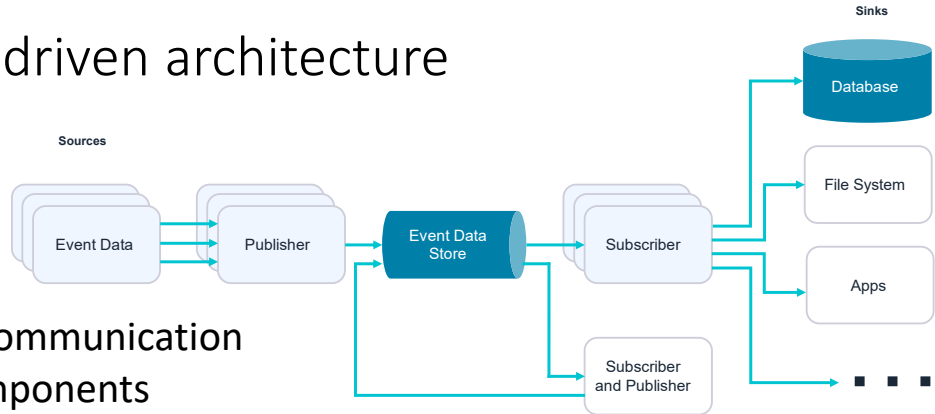 Sinks
driven architecture
Database
Sources
File System
Event Data
Publisher
Event Data
Store
Subscriber
Apps
ommunication
nponents
Subscriber
and Publisher